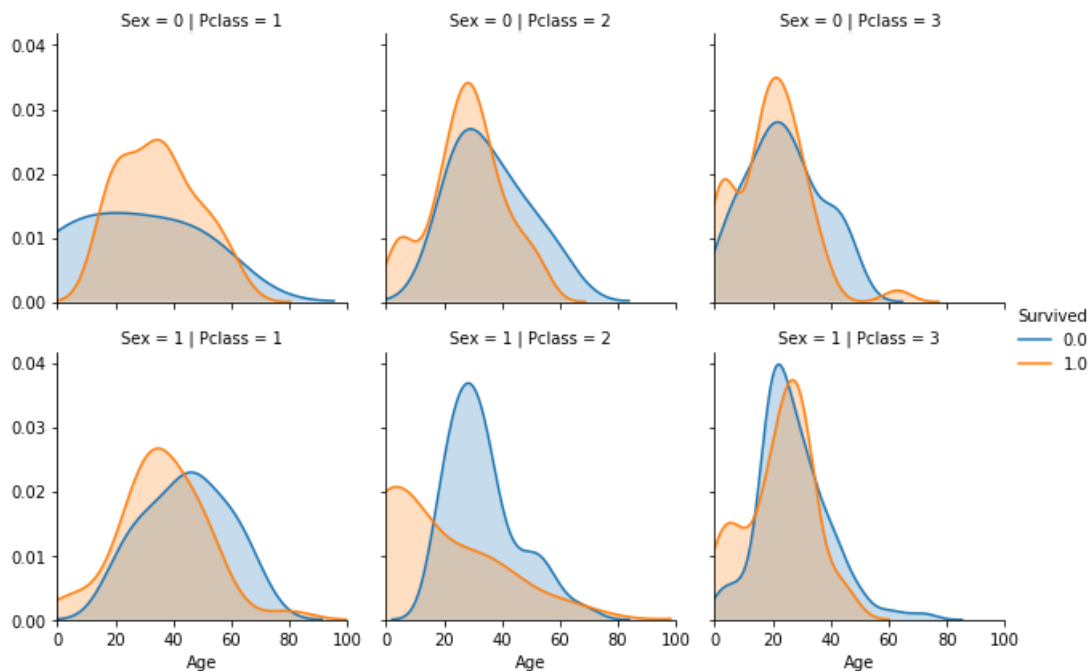 Sex = 0 | Pclass = 1
Sex = 0 | Pclass = 2
Sex = 0 | Pclass = 3
0.04
0.03
0.02
0.01
0.00
Sex = 1 | Pclass = 1
Sex = 1 | Pclass = 2
Sex = 1 | Pclass = 3
0.04
0.03
0.02
0.01
0.00
0 20 40 60 80 100
0 20 40 60 80 100
0 20 40 60 80 100
Age
Age
Age
Survived
0.0
1.0